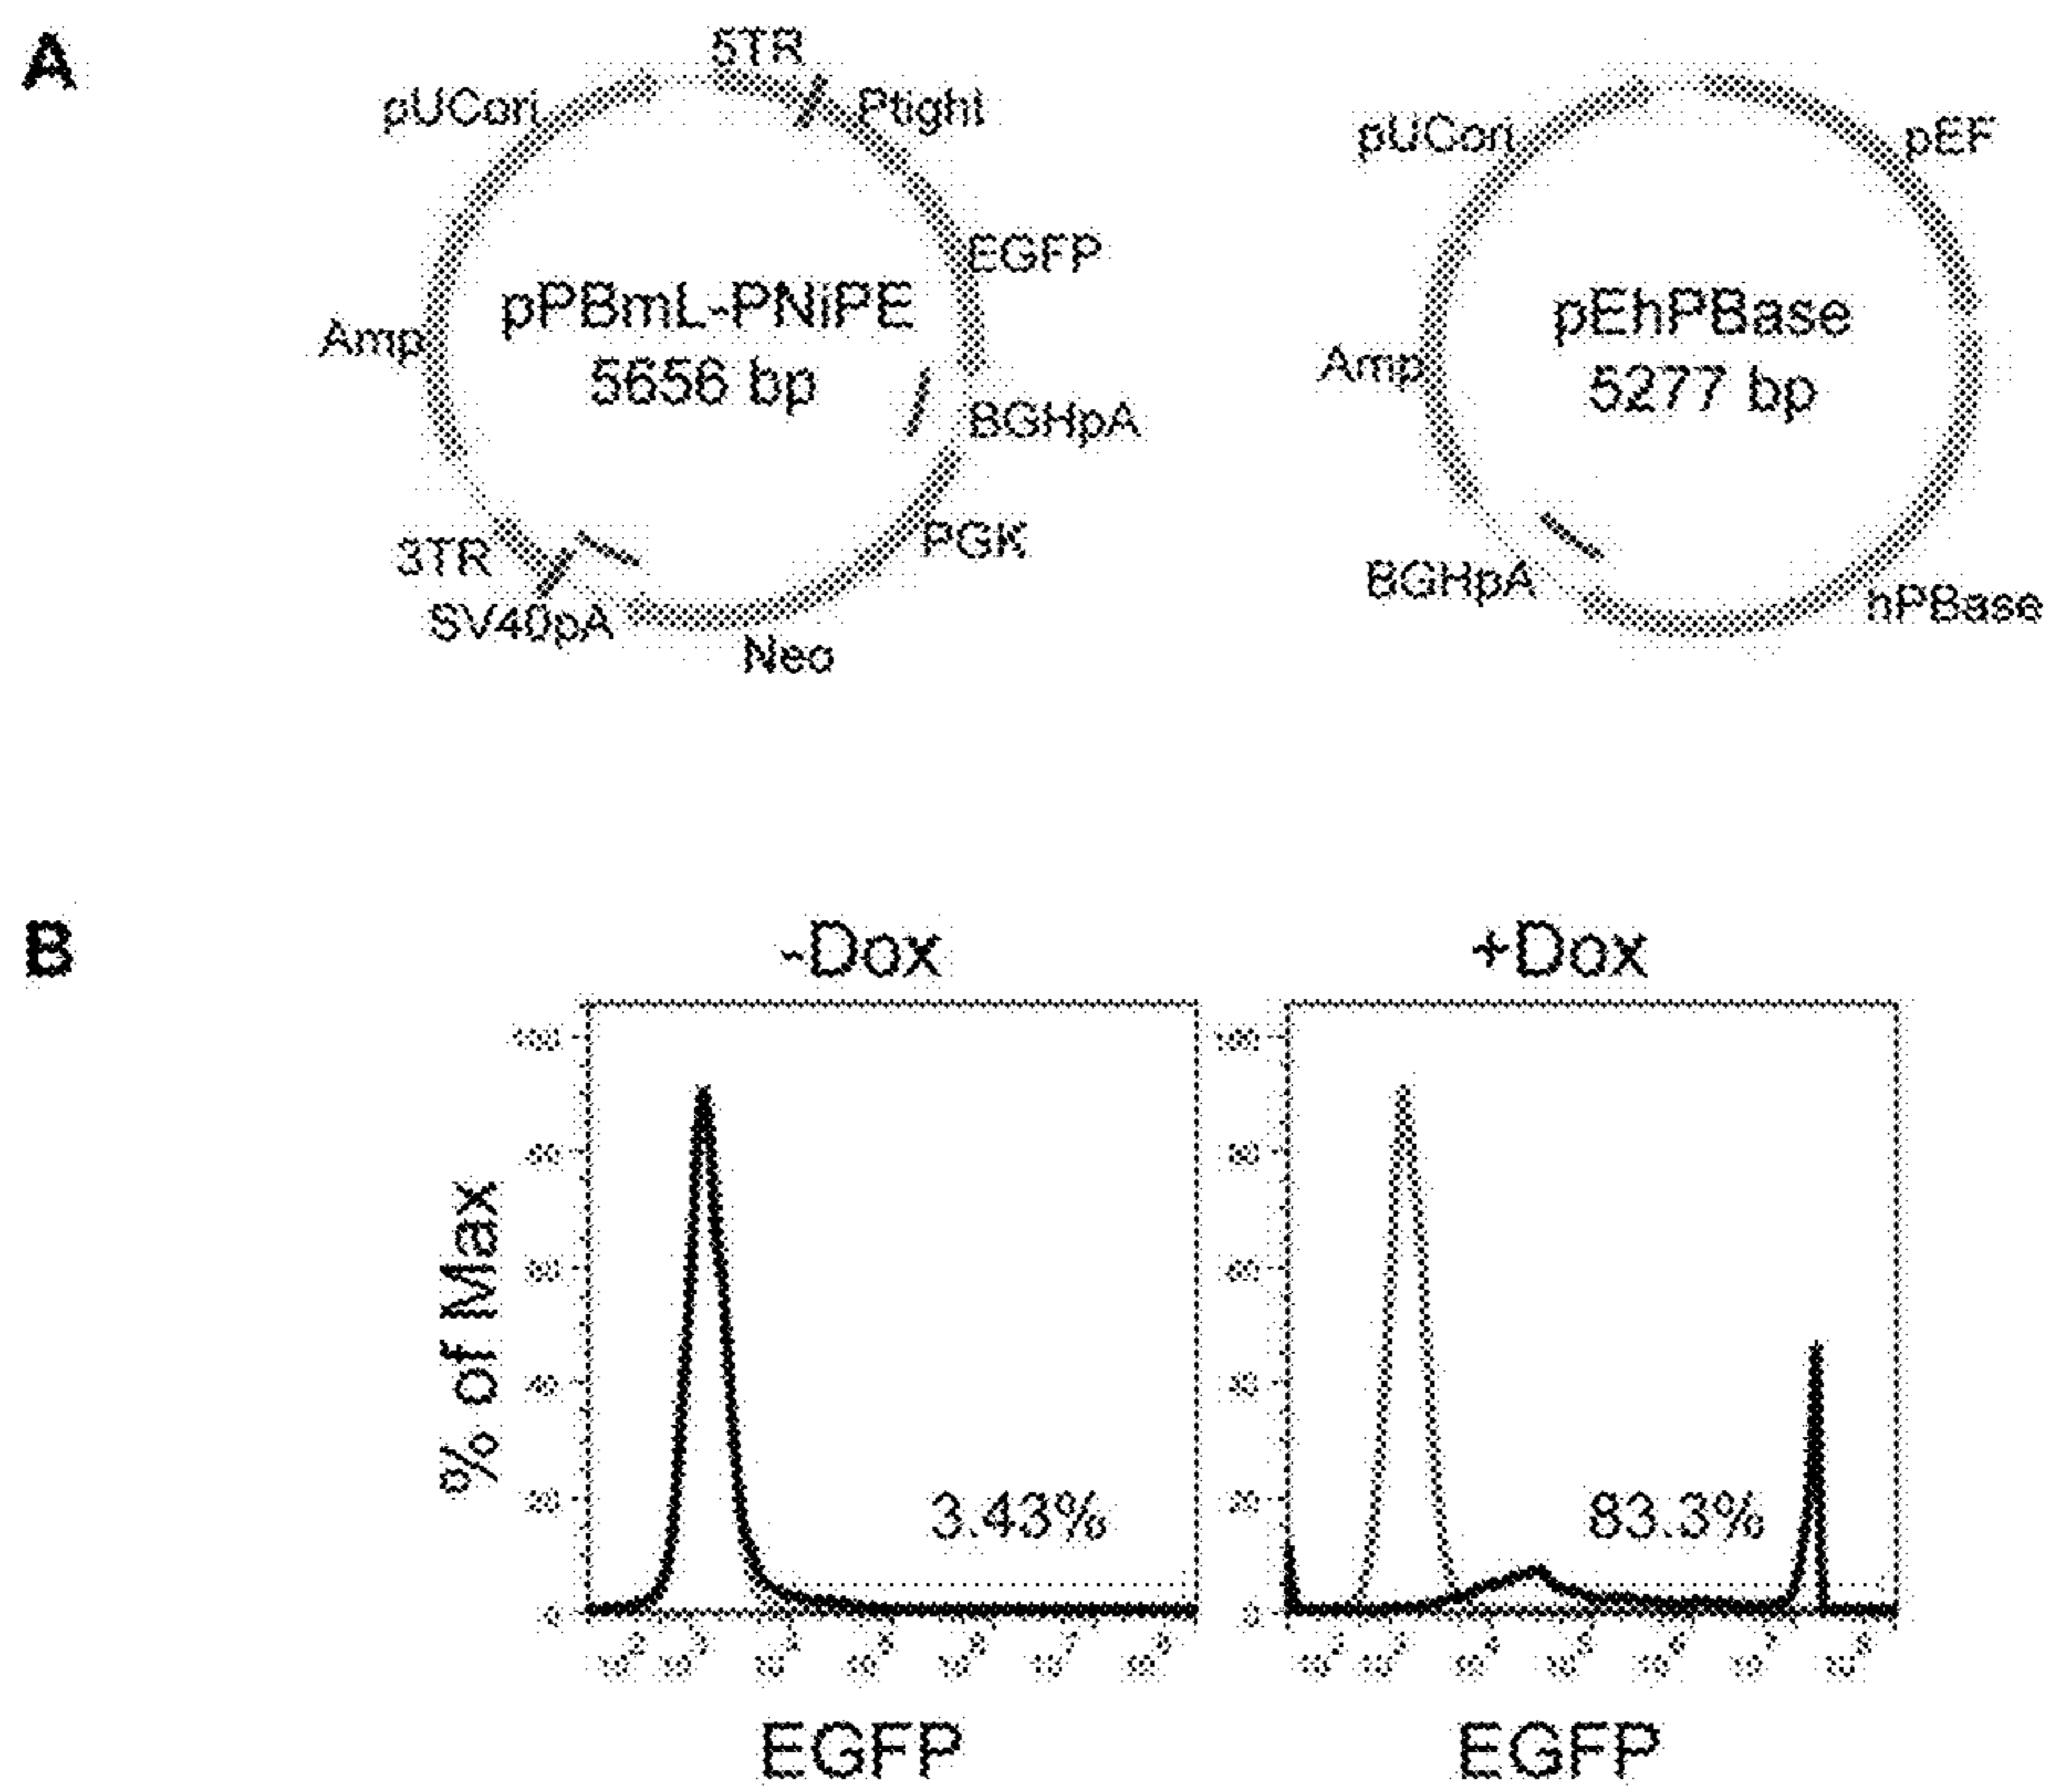 A
5TR
pUCori
Ptight
EGFP
pPBmL-PNiPE
5656 bp
Amp
BGHpA
PGK
3TR
SV40pA
Neo
pUCori
pEF
pEhPBase
5277 bp
Amp
BGHpA
hPBase
B
-Dox
+Dox
% of Max
3.43%
83.3%
EGFP
EGFP